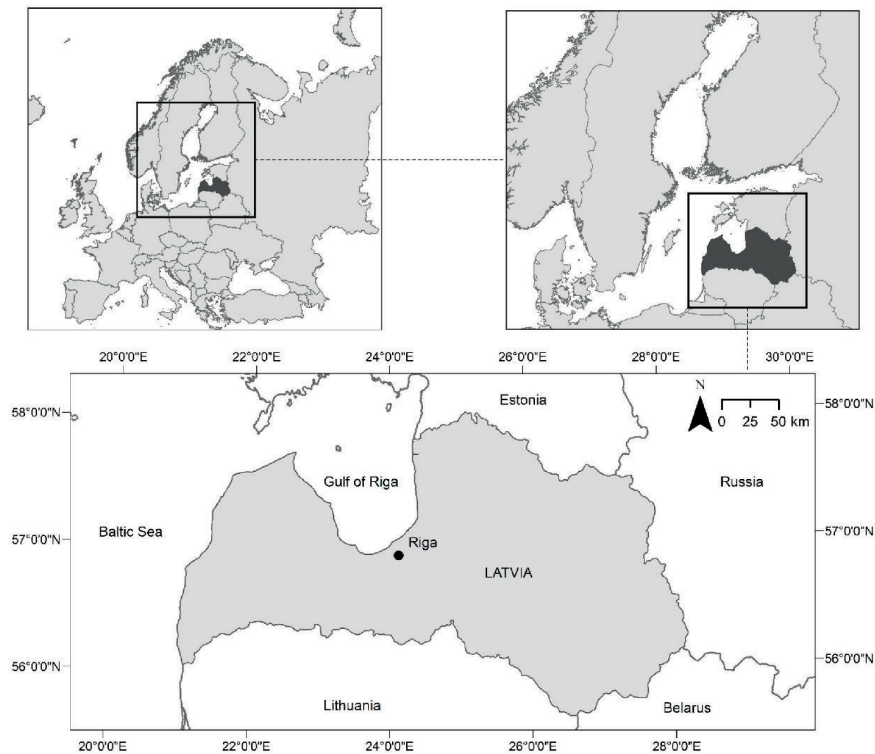 20°0'0"E 22°0'0"E 24°0'0"E 26°0'0"E 28°0'0"E 30°0'0"E
58°0'0"N
Estonia
N
0 25 50 km
58°0'0"N
Gulf of Riga
Russia
Baltic Sea
57°0'0"N
Riga
57°0'0"N
LATVIA
56°0'0"N
56°0'0"N
Lithuania
Belarus
20°0'0"E 22°0'0"E 24°0'0"E 26°0'0"E 28°0'0"E